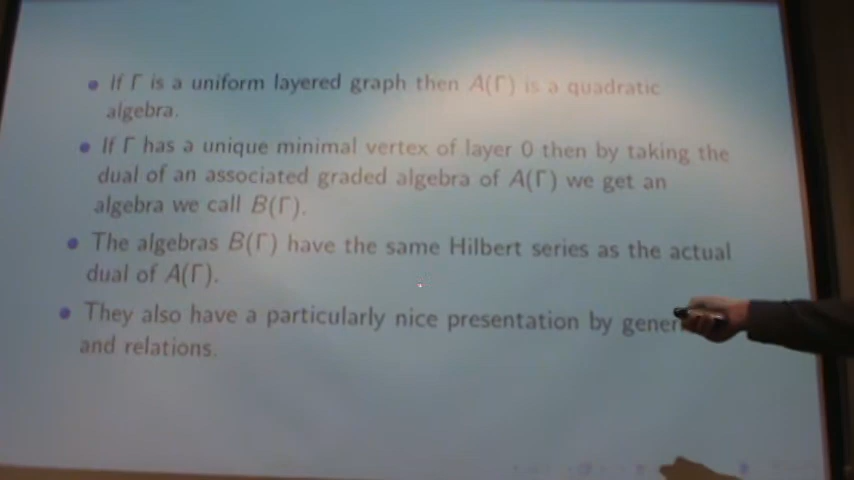 If Γ is a uniform layered graph then A(Γ) is a quadratic
algebra.
If Γ has a unique minimal vertex of layer 0 then by taking the
dual of an associated graded algebra of A(Γ) we get an
algebra we call B(Γ).
The algebras B(Γ) have the same Hilbert series as the actual
dual of A(Γ).
They also have a particularly nice presentation by
and relations.